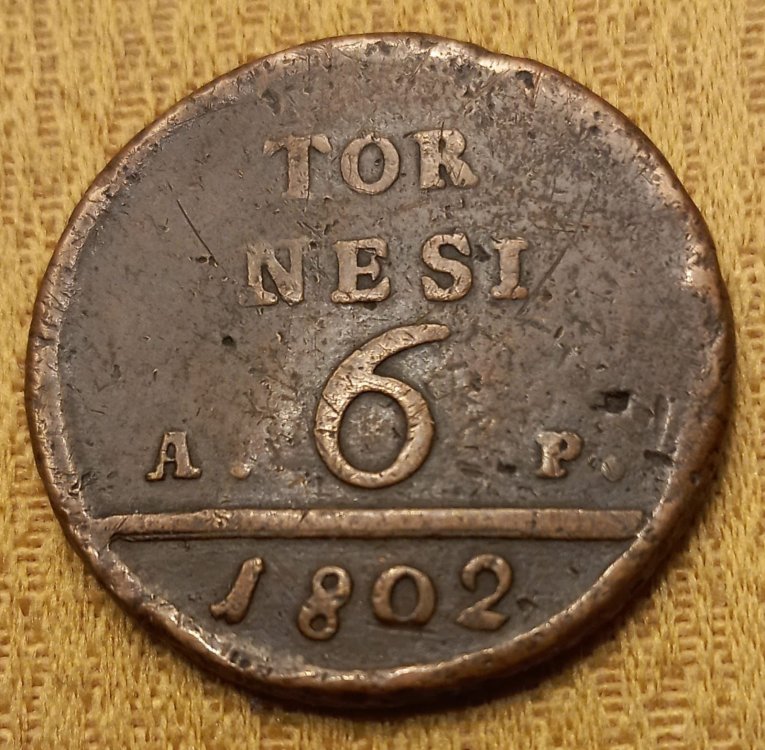 TOR
NESI
6
A. P.
1802